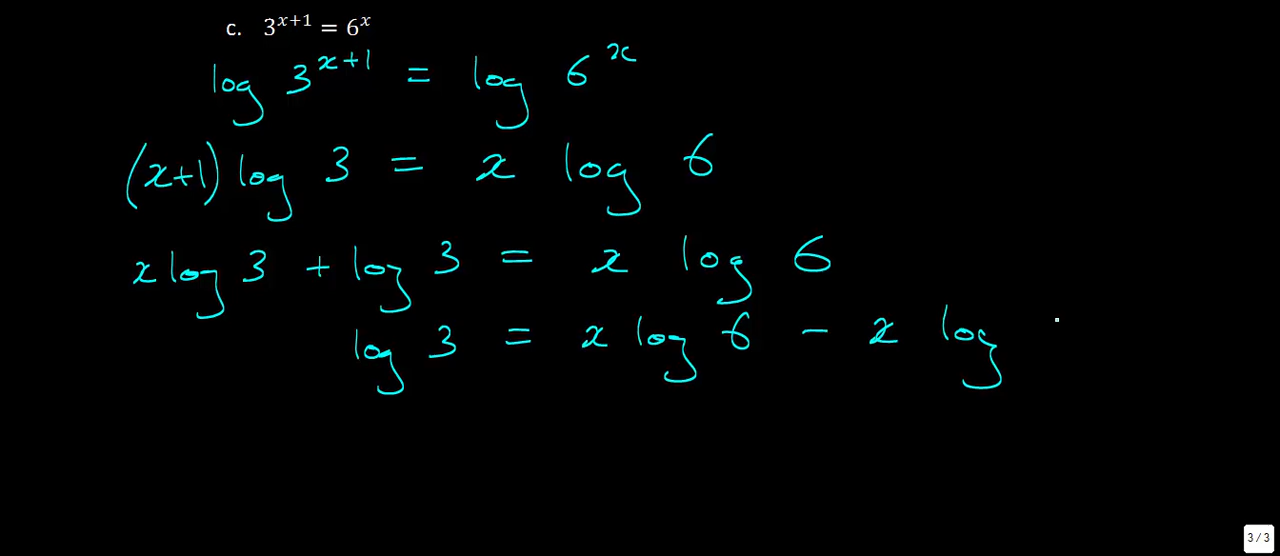 c. 3^{x+1} = 6^x
log 3^{x+1} = log 6^x
(x+1) log 3 = x log 6
x log 3 + log 3 = x log 6
log 3 = x log 6 - x log
3 / 3